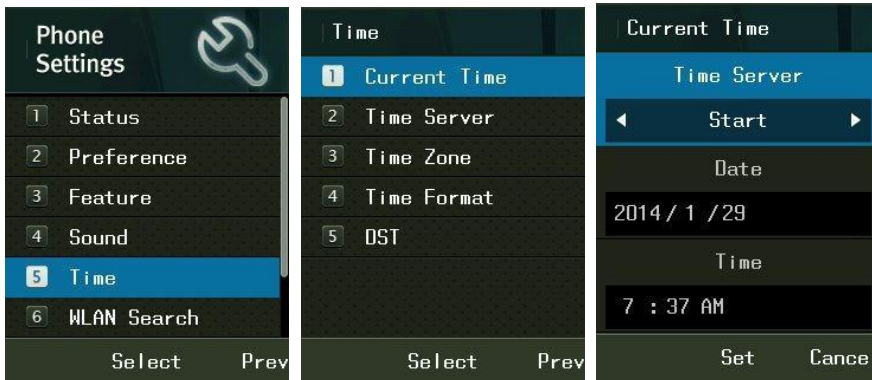 Phone
Settings
1 Status
2 Preference
3 Feature
4 Sound
5 Time
6 WLAN Search
Select Prev
Time
1 Current Time
2 Time Server
3 Time Zone
4 Time Format
5 DST
Select Prev
Current Time
Time Server
Start
Date
2014 / 1 / 29
Time
7 : 37 AM
Set Cance